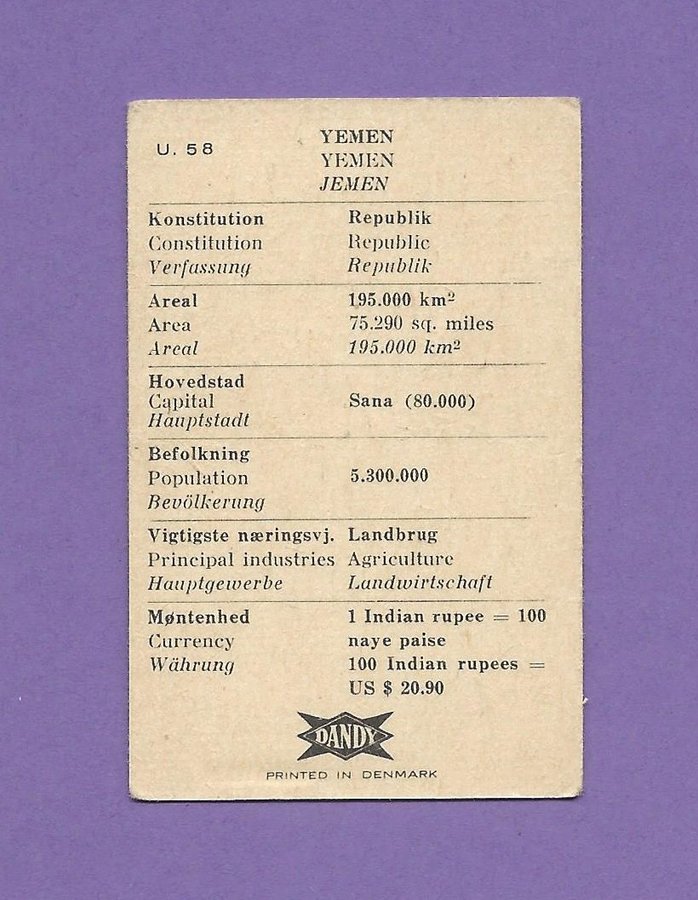 U. 58
YEMEN
YEMEN
JEMEN
Konstitution Republik
Constitution Republic
Verfassung Republik
Areal 195.000 km²
Area 75.290 sq. miles
Areal 195.000 km²
Hovedstad
Capital Sana (80.000)
Hauptstadt
Befolkning
Population 5.300.000
Bevölkerung
Vigtigste næringsvj. Landbrug
Principal industries Agriculture
Hauptgewerbe Landwirtschaft
Møntenhed 1 Indian rupee = 100
Currency naye paise
Währung 100 Indian rupees =
US $ 20.90
DANDY
PRINTED IN DENMARK